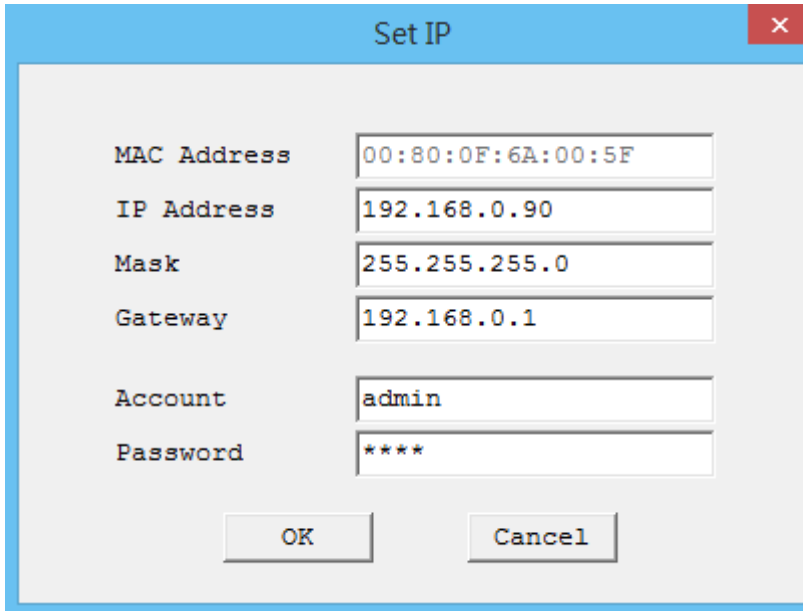 Set IP
MAC Address 00:80:0F:6A:00:5F
IP Address 192.168.0.90
Mask 255.255.255.0
Gateway 192.168.0.1
Account admin
Password ****
OK Cancel